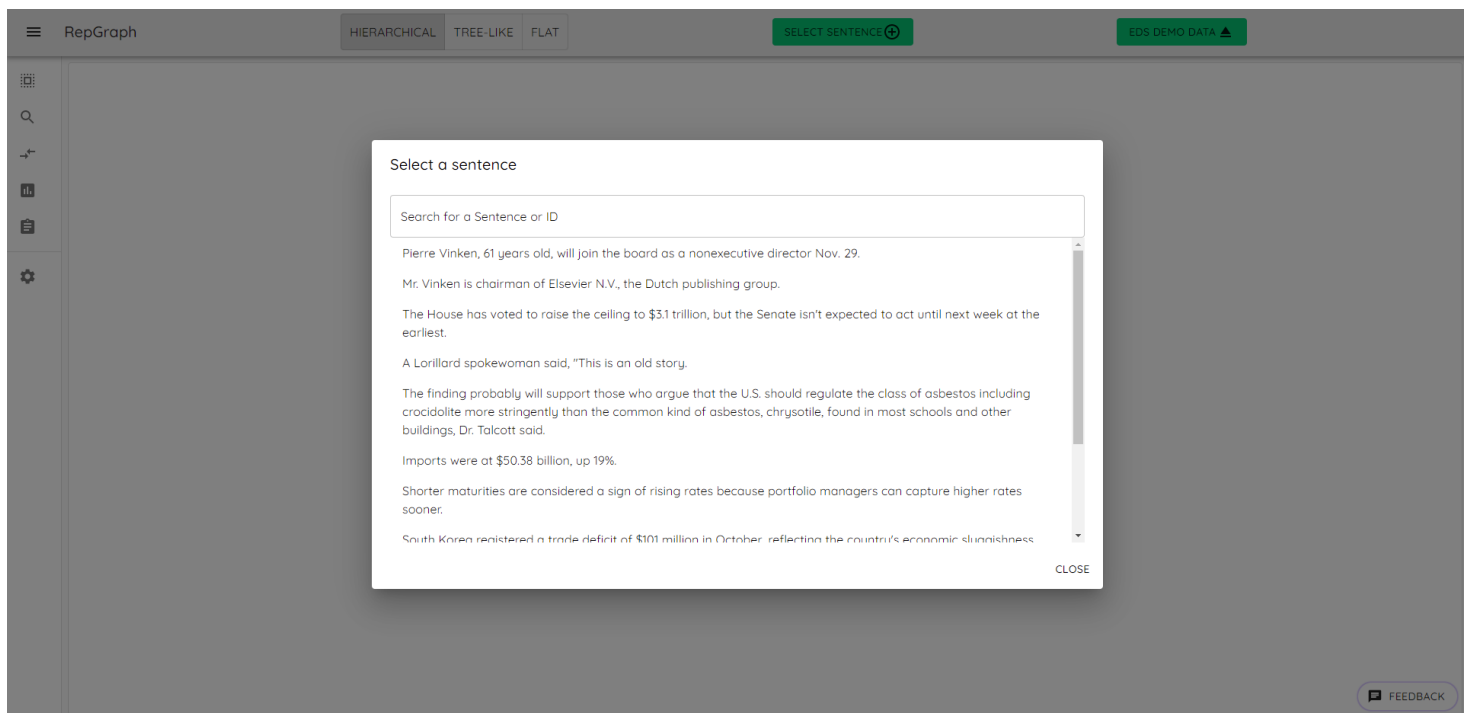 RepGraph
HIERARCHICAL TREE-LIKE FLAT
SELECT SENTENCE
EDS DEMO DATA
Select a sentence
Search for a Sentence or ID
Pierre Vinken, 61 years old, will join the board as a nonexecutive director Nov. 29.
Mr. Vinken is chairman of Elsevier N.V., the Dutch publishing group.
The House has voted to raise the ceiling to $3.1 trillion, but the Senate isn't expected to act until next week at the
earliest.
A Lorillard spokewoman said, "This is an old story.
The finding probably will support those who argue that the U.S. should regulate the class of asbestos including
crocidolite more stringently than the common kind of asbestos, chrysotile, found in most schools and other
buildings, Dr. Talcott said.
Imports were at $50.38 billion, up 19%.
Shorter maturities are considered a sign of rising rates because portfolio managers can capture higher rates
sooner.
South Korea registered a trade deficit of $101 million in October, reflecting the country's economic sluggishness,
CLOSE
FEEDBACK